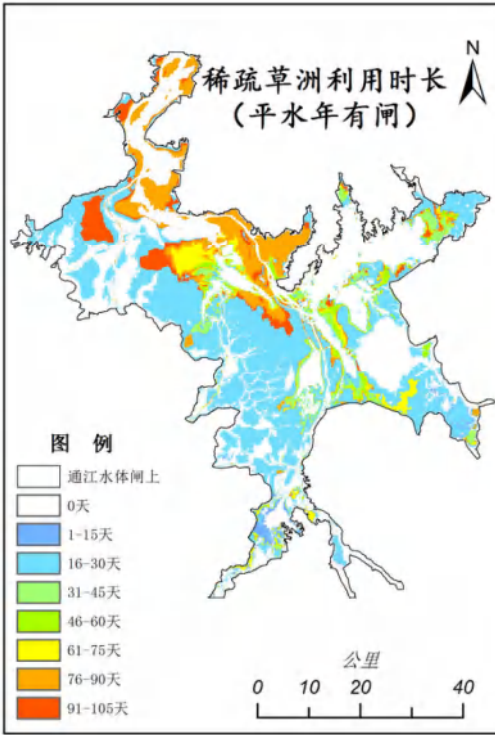 N
稀疏草洲利用时长
（平水年有闸）
图 例
通江水体闸上
0天
1-15天
16-30天
31-45天
46-60天
61-75天
76-90天
91-105天
公里
0 10 20 40